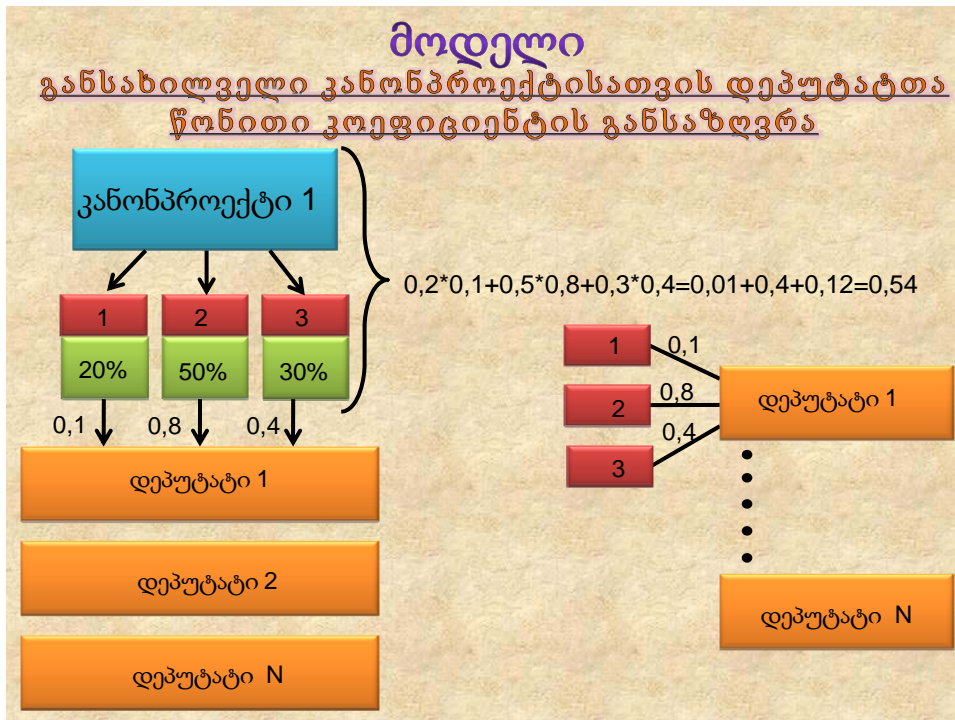 მოდელი
განსახილველი კანონპროექტისათვის დეპუტატთა
წონითი კოეფიციენტის განსაზღვრა
კანონპროექტი 1
0,2*0,1+0,5*0,8+0,3*0,4=0,01+0,4+0,12=0,54
1 2 3
20% 50% 30%
0,1 0,8 0,4
დეპუტატი 1
დეპუტატი 2
დეპუტატი N
1 0,1
2 0,8
3 0,4
დეპუტატი 1
დეპუტატი N